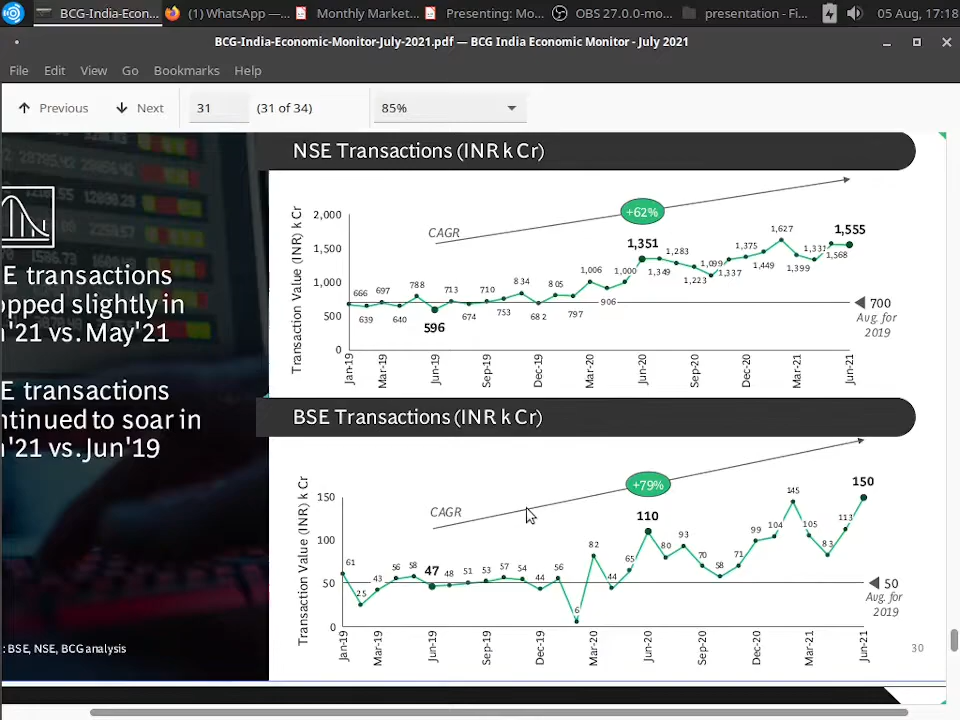 BCG-India-Econ...
(1) WhatsApp —...
Monthly Market...
Presenting: Mo...
OBS 27.0.0-mo...
presentation - Fi...
05 Aug, 17:18
BCG-India-Economic-Monitor-July-2021.pdf — BCG India Economic Monitor - July 2021
File Edit View Go Bookmarks Help
Previous Next 31 (31 of 34) 85%
NSE Transactions (INR k Cr)
Transaction Value (INR) k Cr
2,000
1,500
1,000
500
0
CAGR
+62%
666 639 697 640 788 596 713 674 710 753 834 682 805 797 1,006 906 1,000 1,351 1,349 1,283 1,223 1,099 1,337 1,375 1,449 1,627 1,399 1,331 1,568 1,555
700
Avg. for
2019
Jan-19 Mar-19 Jun-19 Sep-19 Dec-19 Mar-20 Jun-20 Sep-20 Dec-20 Mar-21 Jun-21
E transactions
opped slightly in
'21 vs. May'21
E transactions
ntinued to soar in
'21 vs. Jun'19
BSE Transactions (INR k Cr)
Transaction Value (INR) k Cr
150
100
50
0
CAGR
+79%
61 25 43 56 58 47 48 51 53 57 54 44 56 6 82 44 65 110 80 93 70 58 71 99 104 145 105 83 113 150
50
Avg. for
2019
Jan-19 Mar-19 Jun-19 Sep-19 Dec-19 Mar-20 Jun-20 Sep-20 Dec-20 Mar-21 Jun-21
: BSE, NSE, BCG analysis
30